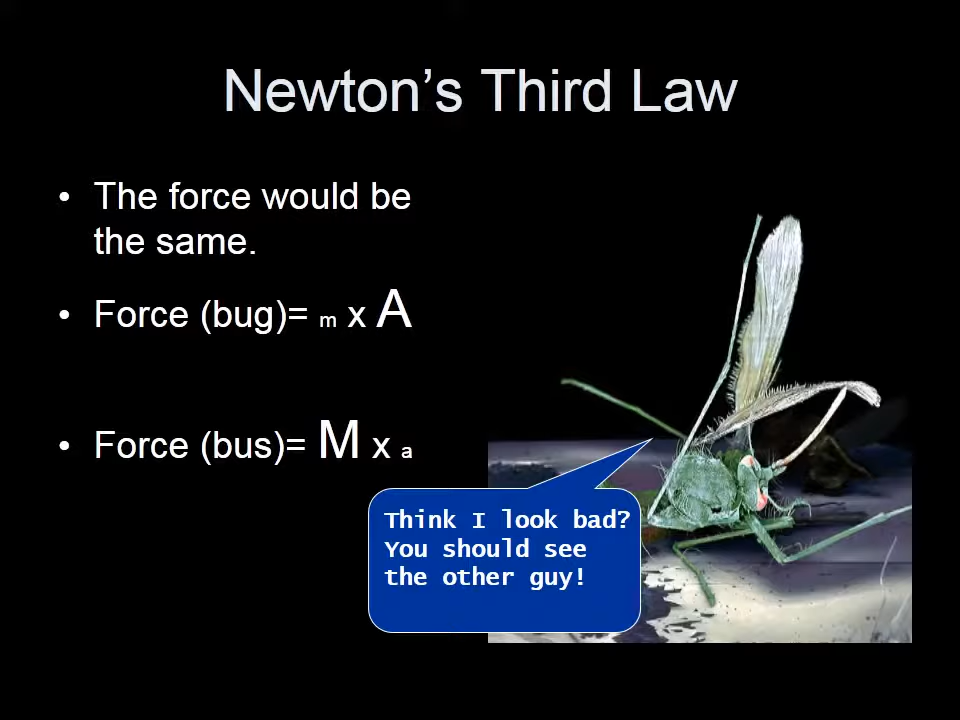 Newton’s Third Law
• The force would be
the same.
• Force (bug)= m x A
• Force (bus)= M x a
Think I look bad?
You should see
the other guy!